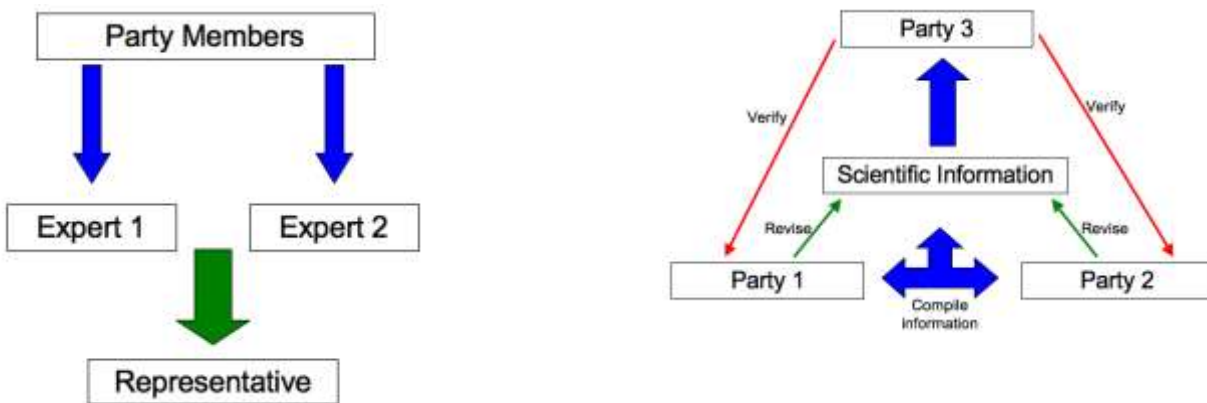 Party Members
Expert 1
Expert 2
Representative
Party 3
Verify
Verify
Scientific Information
Revise
Revise
Party 1
Party 2
Compile
Information